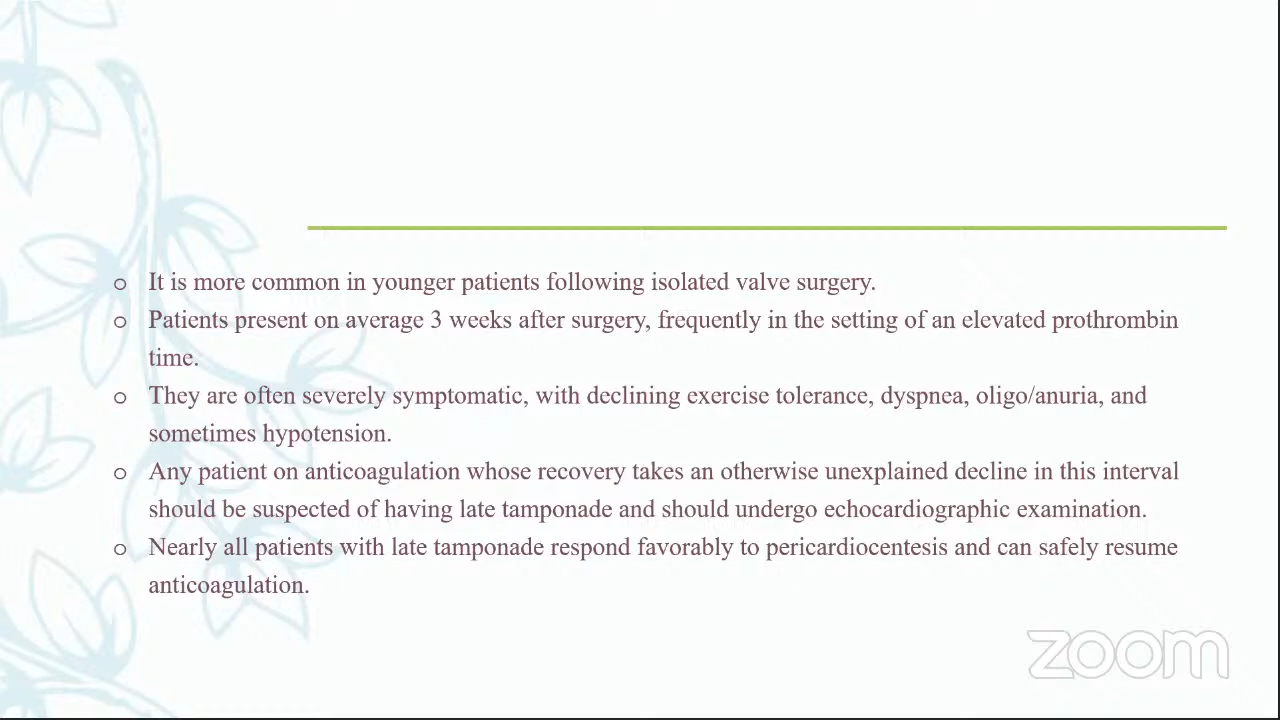 o It is more common in younger patients following isolated valve surgery.
o Patients present on average 3 weeks after surgery, frequently in the setting of an elevated prothrombin
time.
o They are often severely symptomatic, with declining exercise tolerance, dyspnea, oligo/anuria, and
sometimes hypotension.
o Any patient on anticoagulation whose recovery takes an otherwise unexplained decline in this interval
should be suspected of having late tamponade and should undergo echocardiographic examination.
o Nearly all patients with late tamponade respond favorably to pericardiocentesis and can safely resume
anticoagulation.
zoom